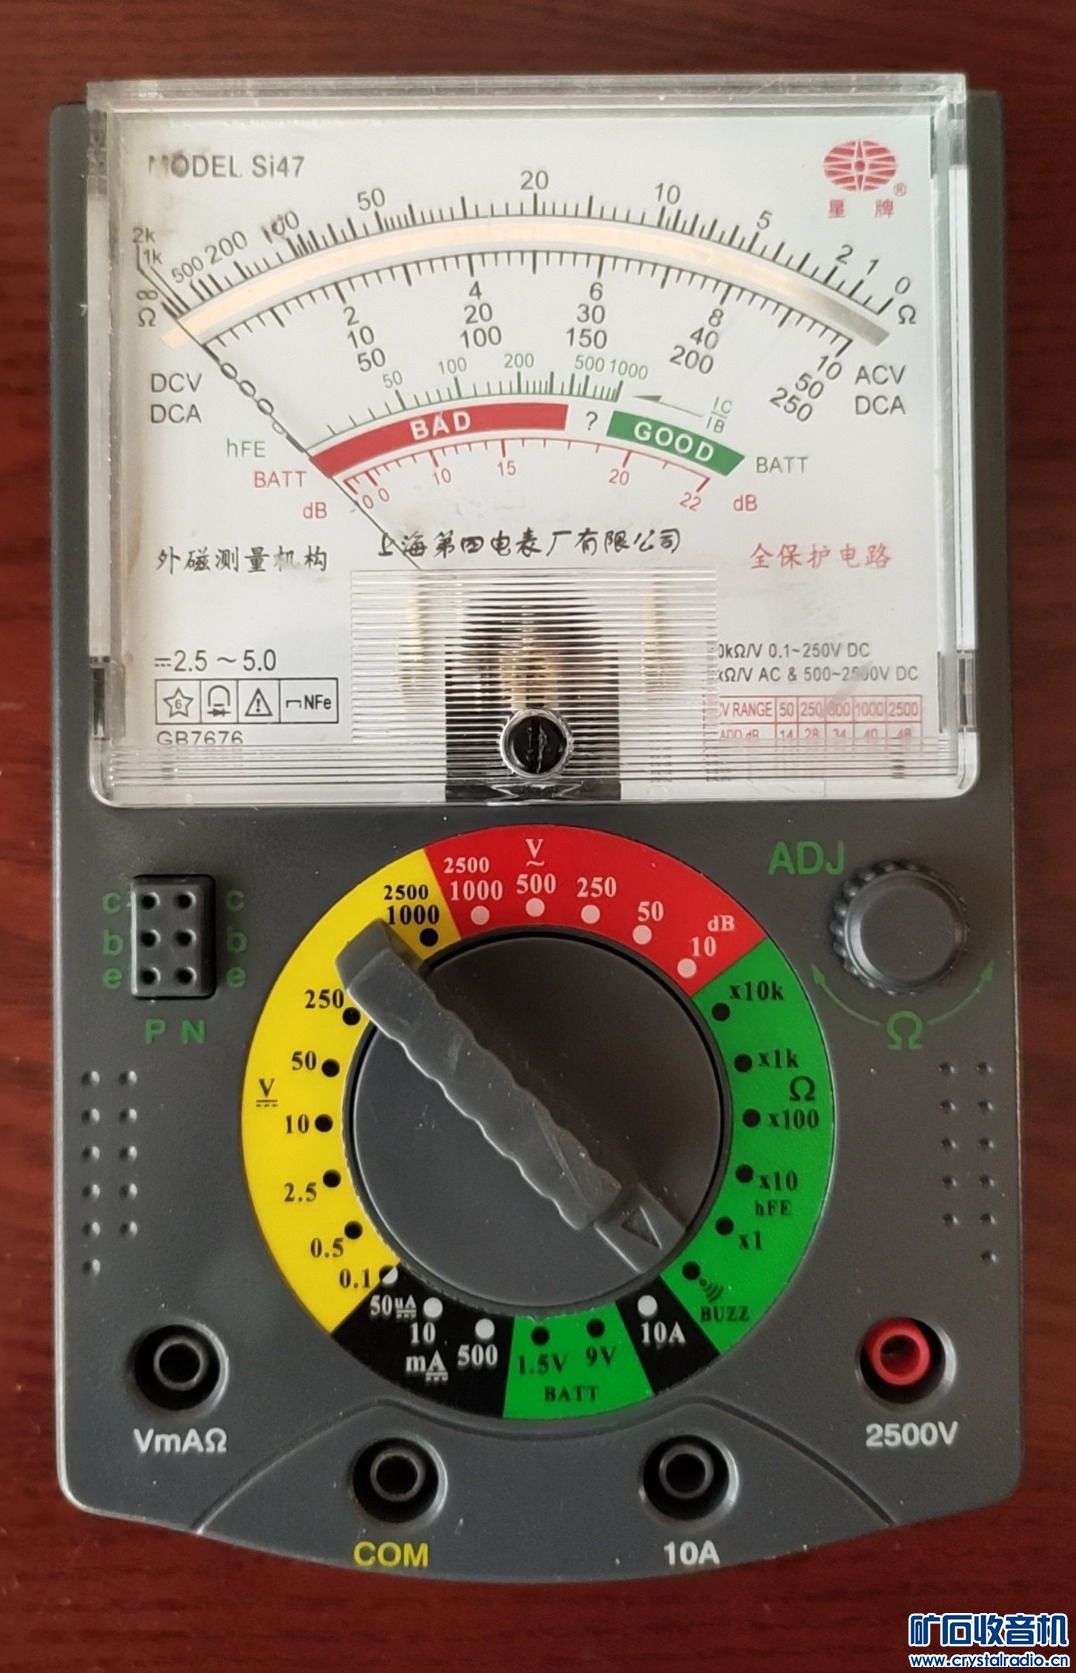 MODEL Si47
星牌®
20
50 10
100 5
200 2
2k 1k 500 1 0
∞
Ω Ω
2 4 6 8 10
10 20 30 40 50
50 100 150 200 250
DCV ACV
DCA DCA
50 100 200 500 1000
hFE IC
IB
BAD ? GOOD
BATT BATT
10 15 20 22
dB 0 dB
上海第四电表厂有限公司
外磁测量机构 全保护电路
2.5～5.0 kΩ/V 0.1~250V DC
kΩ/V AC & 500~2500V DC
6 NFe
V RANGE 50 250 1000 2500
GB7676 dB 14 28 34 40 48
ADJ
V
2500 2500
1000 1000 500 250 50 dB
10
c c
b b
e e
P N
Ω
250 x10k
50 x1k
V Ω
10 x100
2.5 x10
hFE
0.5 x1
0.1 BUZZ
50uA 10A
10 500
mA
1.5V 9V
BATT
VmAΩ 2500V
COM 10A
矿石收音机
www.crystalradio.cn